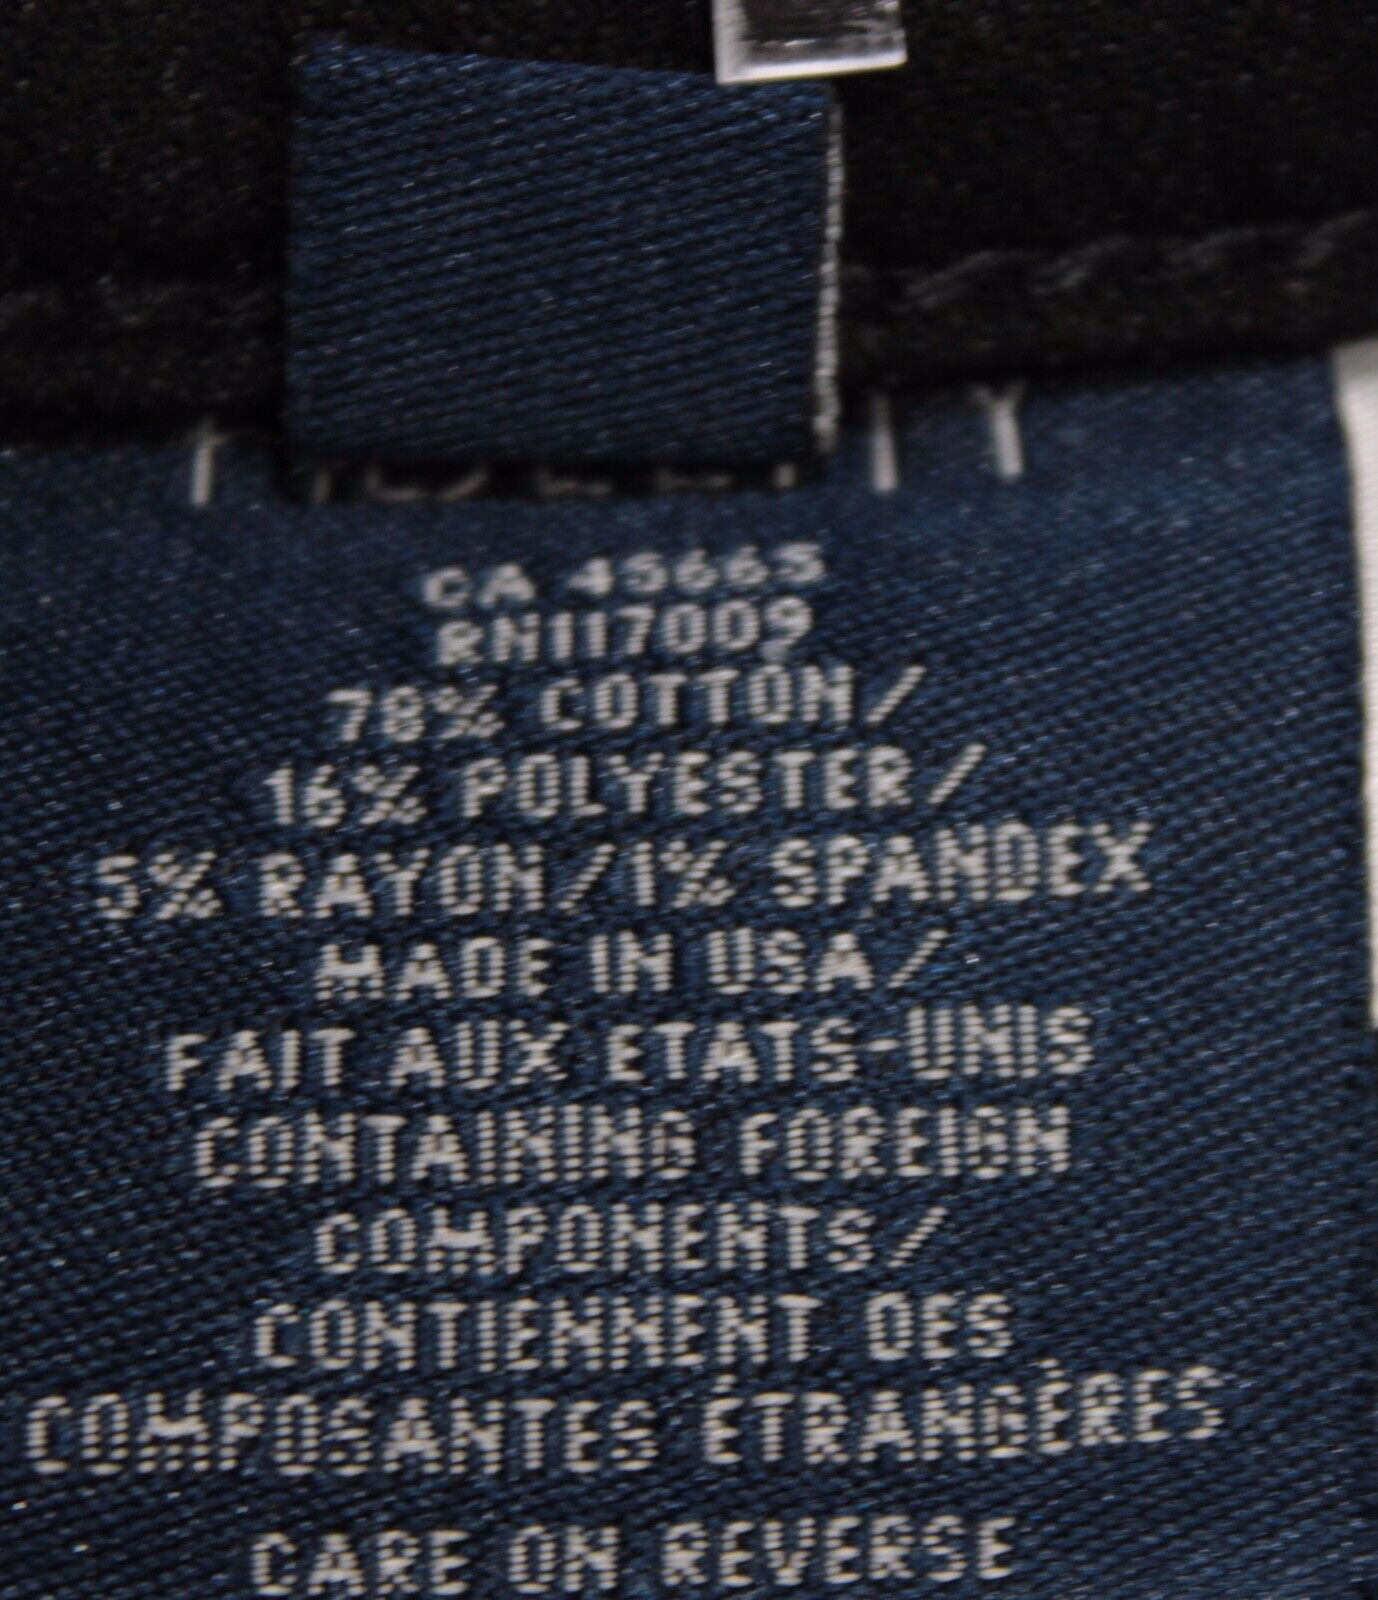 CA 45665
RN117009
78% COTTON/
16% POLYESTER/
5% RAYON/1% SPANDEX
MADE IN USA/
FAIT AUX ETATS-UNIS
CONTAINING FOREIGN
COMPONENTS/
CONTIENNENT DES
COMPOSANTES ÉTRANGÈRES
CARE ON REVERSE